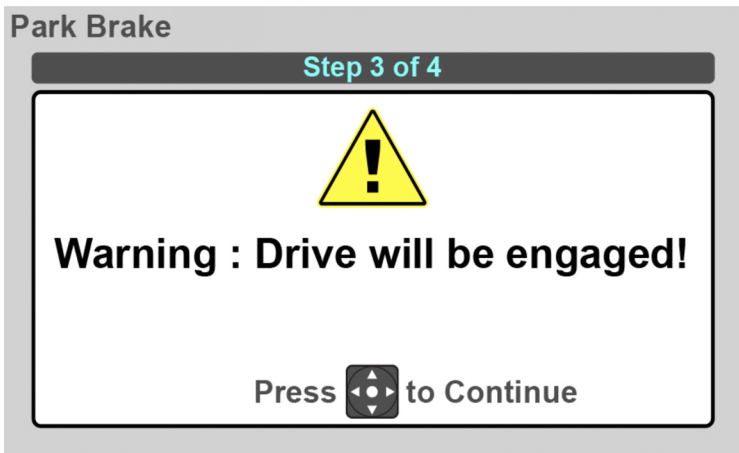 Park Brake
Step 3 of 4
!
Warning : Drive will be engaged!
Press to Continue